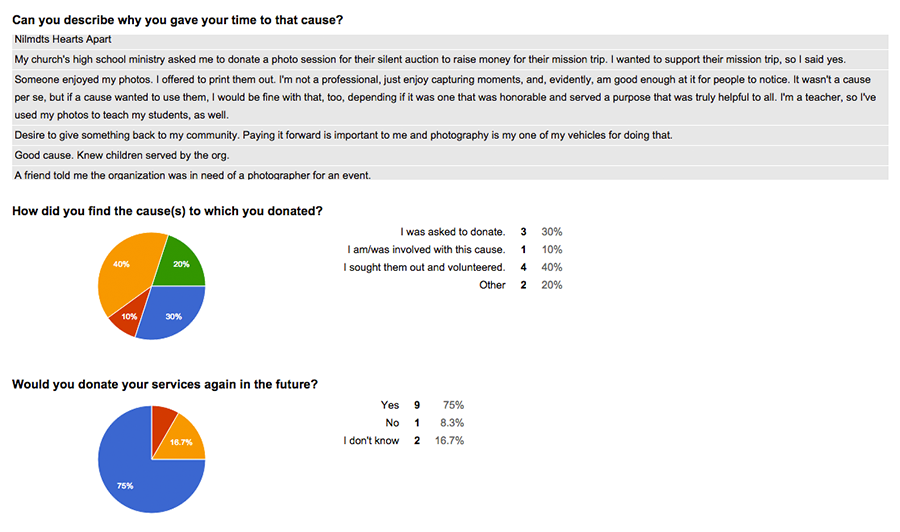 Can you describe why you gave your time to that cause?
Nilmdts Hearts Apart
My church's high school ministry asked me to donate a photo session for their silent auction to raise money for their mission trip. I wanted to support their mission trip, so I said yes.
Someone enjoyed my photos. I offered to print them out. I'm not a professional, just enjoy capturing moments, and, evidently, am good enough at it for people to notice. It wasn't a cause
per se, but if a cause wanted to use them, I would be fine with that, too, depending if it was one that was honorable and served a purpose that was truly helpful to all. I'm a teacher, so I've
used my photos to teach my students, as well.
Desire to give something back to my community. Paying it forward is important to me and photography is my one of my vehicles for doing that.
Good cause. Knew children served by the org.
A friend told me the organization was in need of a photographer for an event.
How did you find the cause(s) to which you donated?
I was asked to donate. 3 30%
I am/was involved with this cause. 1 10%
I sought them out and volunteered. 4 40%
Other 2 20%
40% 20%
10% 30%
Would you donate your services again in the future?
Yes 9 75%
No 1 8.3%
I don't know 2 16.7%
16.7%
75%